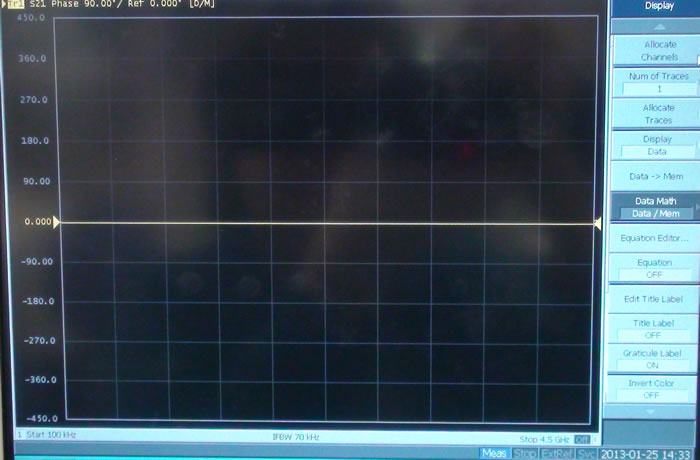 Tr1 S21 Phase 90.00°/ Ref 0.000° [D/M]
450.0
360.0
270.0
180.0
90.00
0.000
-90.00
-180.0
-270.0
-360.0
-450.0
1 Start 100 kHz IFBW 70 kHz Stop 4.5 GHz Off
Meas Stop ExtRef Svc 2013-01-25 14:33
Display
Allocate
Channels
Num of Traces
1
Allocate
Traces
Display
Data
Data -> Mem
Data Math
Data / Mem
Equation Editor...
Equation
OFF
Edit Title Label
Title Label
OFF
Graticule Label
ON
Invert Color
OFF